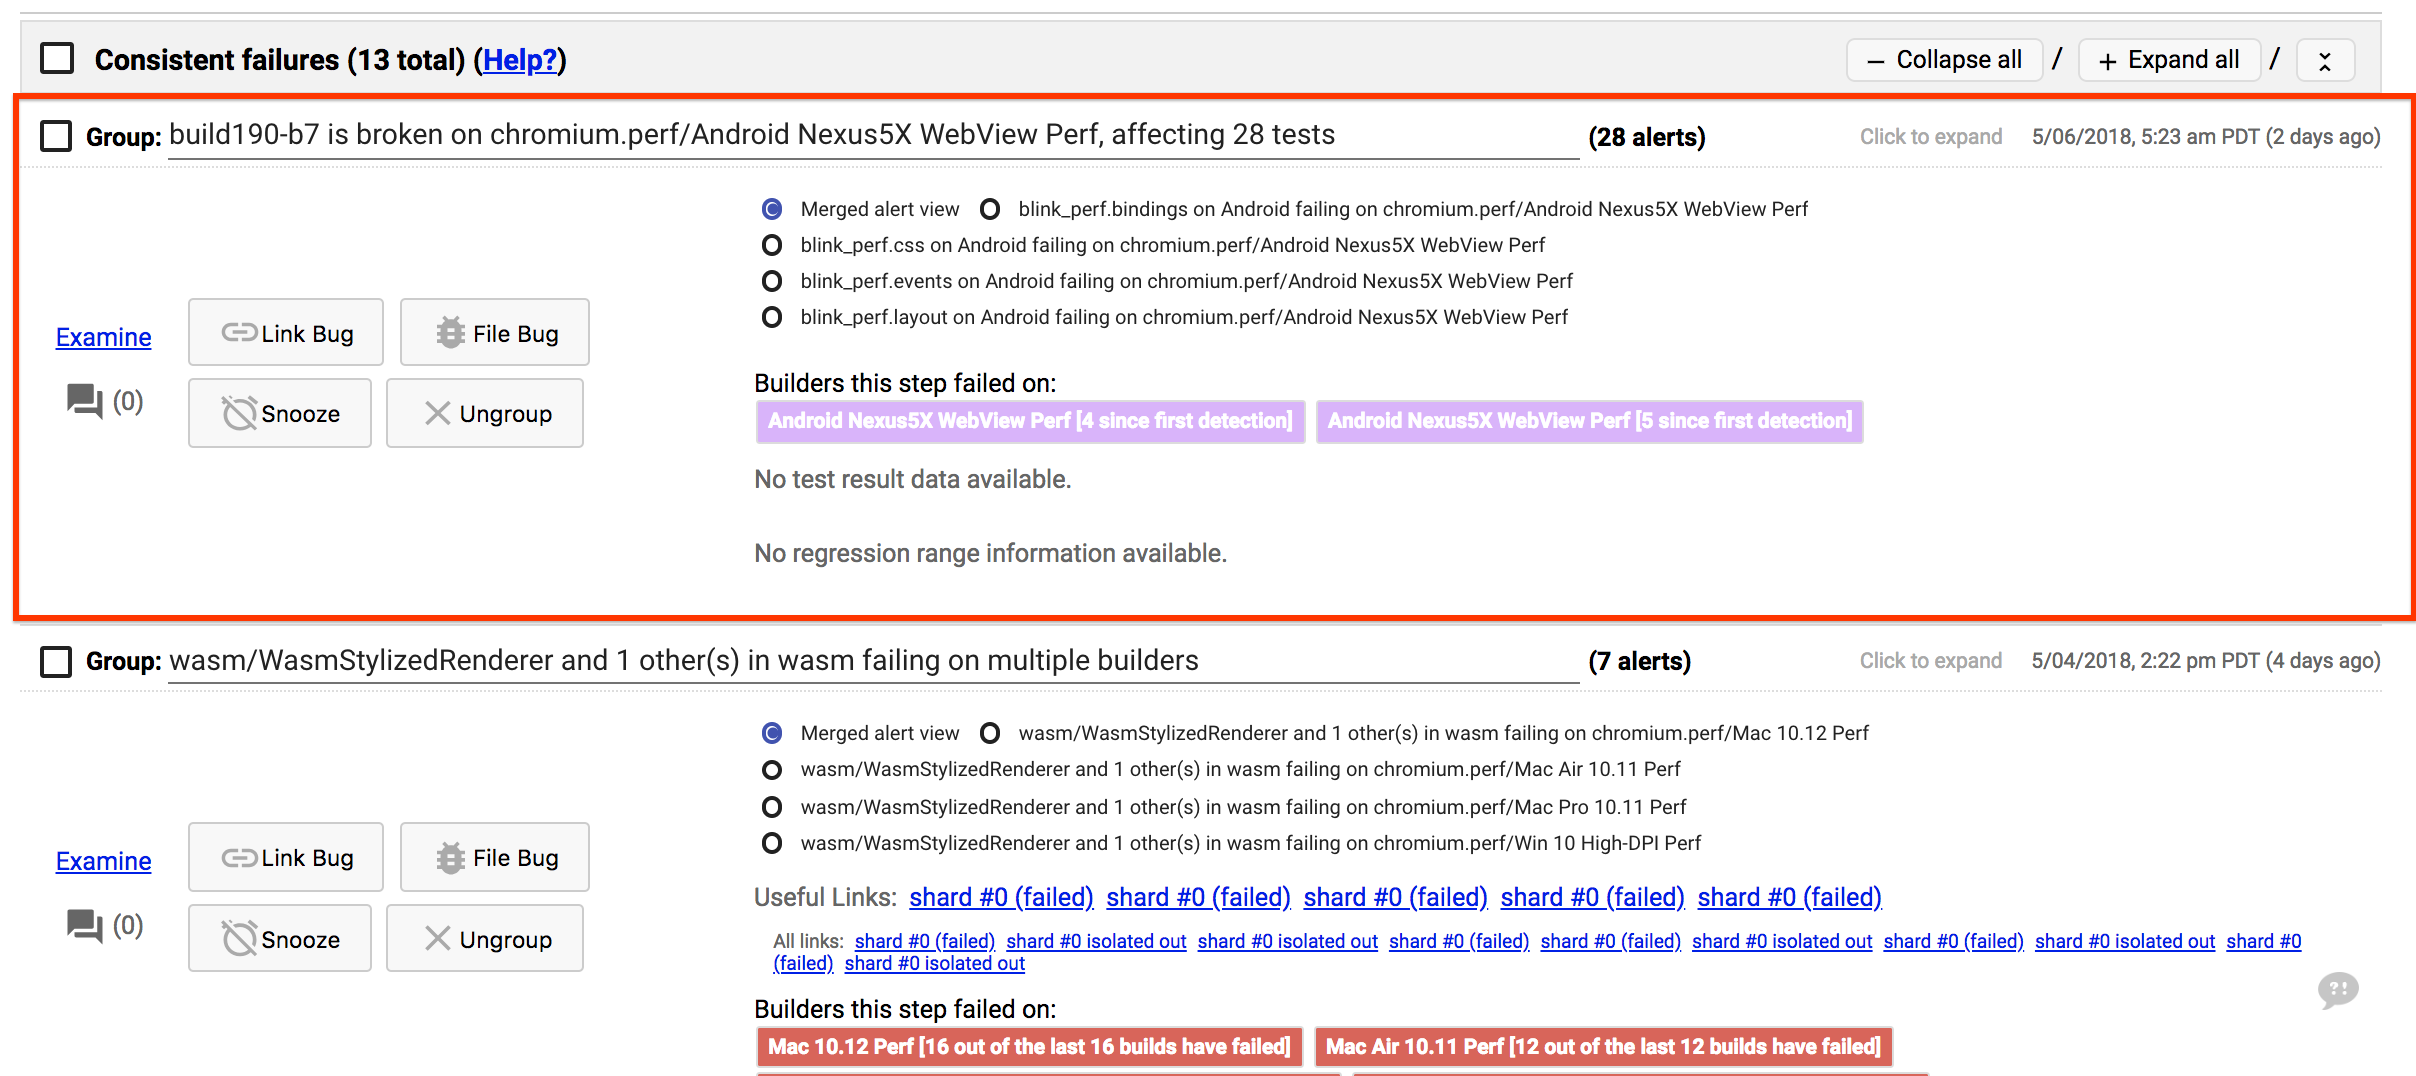 Consistent failures (13 total) (Help?)
− Collapse all / + Expand all /
Group: build190-b7 is broken on chromium.perf/Android Nexus5X WebView Perf, affecting 28 tests (28 alerts) Click to expand 5/06/2018, 5:23 am PDT (2 days ago)
Merged alert view blink_perf.bindings on Android failing on chromium.perf/Android Nexus5X WebView Perf
blink_perf.css on Android failing on chromium.perf/Android Nexus5X WebView Perf
blink_perf.events on Android failing on chromium.perf/Android Nexus5X WebView Perf
blink_perf.layout on Android failing on chromium.perf/Android Nexus5X WebView Perf
Examine Link Bug File Bug
(0) Snooze Ungroup
Builders this step failed on:
Android Nexus5X WebView Perf [4 since first detection] Android Nexus5X WebView Perf [5 since first detection]
No test result data available.
No regression range information available.
Group: wasm/WasmStylizedRenderer and 1 other(s) in wasm failing on multiple builders (7 alerts) Click to expand 5/04/2018, 2:22 pm PDT (4 days ago)
Merged alert view wasm/WasmStylizedRenderer and 1 other(s) in wasm failing on chromium.perf/Mac 10.12 Perf
wasm/WasmStylizedRenderer and 1 other(s) in wasm failing on chromium.perf/Mac Air 10.11 Perf
wasm/WasmStylizedRenderer and 1 other(s) in wasm failing on chromium.perf/Mac Pro 10.11 Perf
wasm/WasmStylizedRenderer and 1 other(s) in wasm failing on chromium.perf/Win 10 High-DPI Perf
Examine Link Bug File Bug
(0) Snooze Ungroup
Useful Links: shard #0 (failed) shard #0 (failed) shard #0 (failed) shard #0 (failed) shard #0 (failed)
All links: shard #0 (failed) shard #0 isolated out shard #0 isolated out shard #0 (failed) shard #0 (failed) shard #0 isolated out shard #0 (failed) shard #0 isolated out shard #0
(failed) shard #0 isolated out
?!
Builders this step failed on:
Mac 10.12 Perf [16 out of the last 16 builds have failed] Mac Air 10.11 Perf [12 out of the last 12 builds have failed]